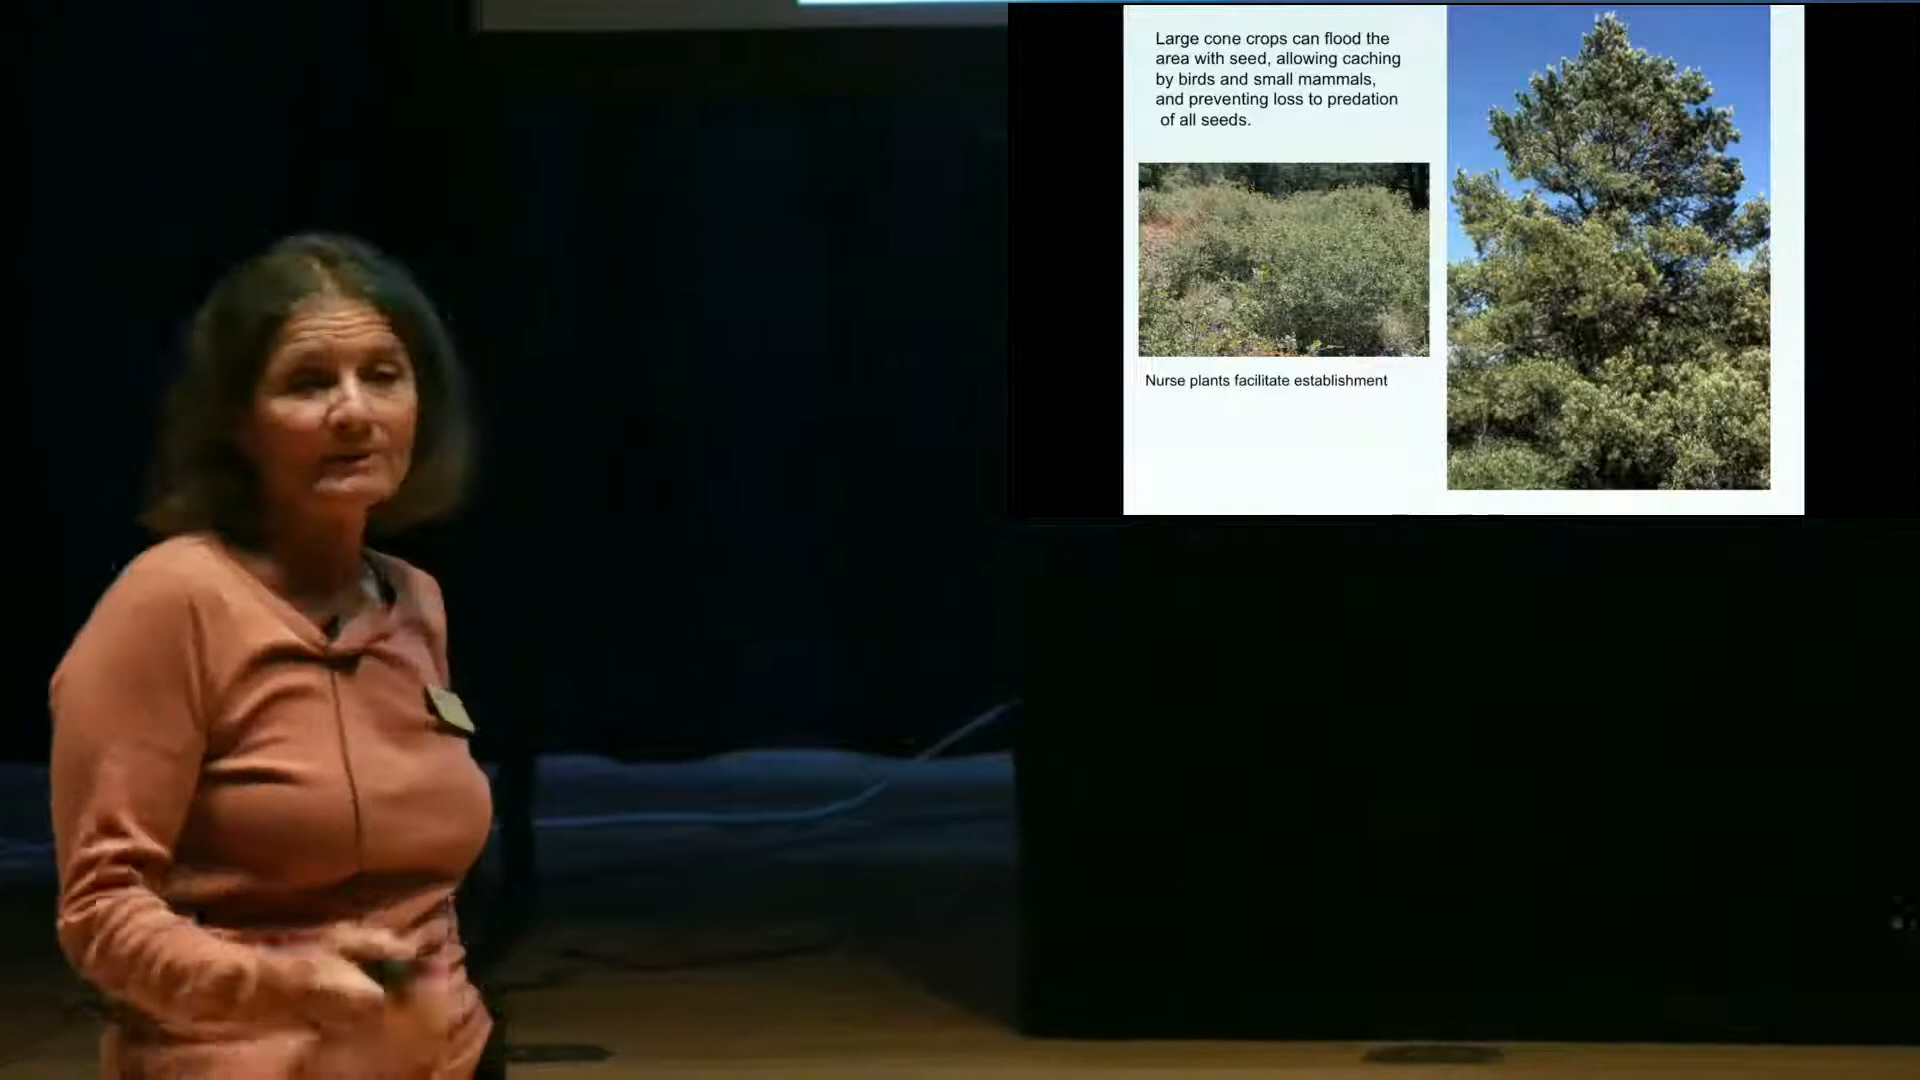 Large cone crops can flood the
area with seed, allowing caching
by birds and small mammals,
and preventing loss to predation
of all seeds.
Nurse plants facilitate establishment